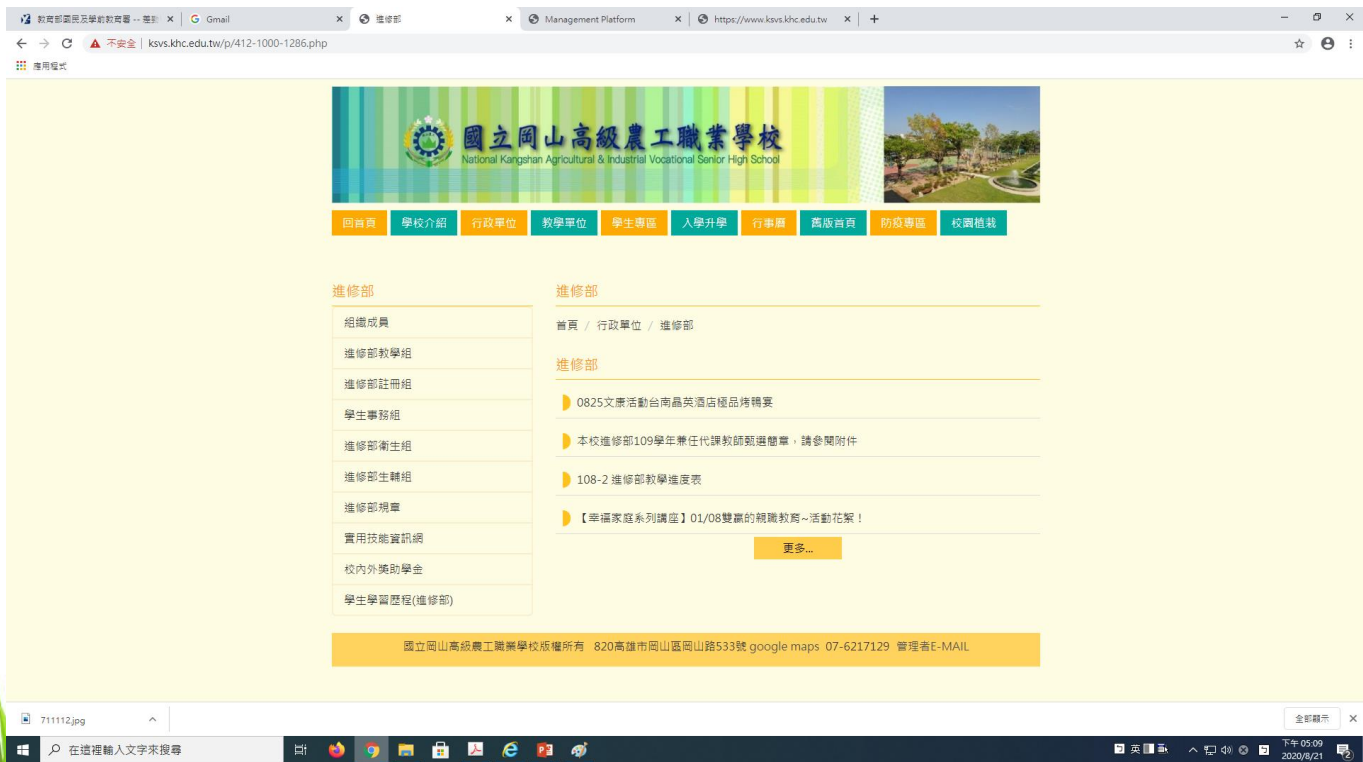 教育部國民及學前教育署 -- 差勤
Gmail
進修部
Management Platform
https://www.ksvs.khc.edu.tw
不安全 | ksvs.khc.edu.tw/p/412-1000-1286.php
應用程式
國立岡山高級農工職業學校
National Kangshan Agricultural & Industrial Vocational Senior High School
回首頁 學校介紹 行政單位 教學單位 學生專區 入學升學 行事曆 舊版首頁 防疫專區 校園植栽
進修部
組織成員
進修部教學組
進修部註冊組
學生事務組
進修部衛生組
進修部生輔組
進修部規章
實用技能資訊網
校內外獎助學金
學生學習歷程(進修部)
進修部
首頁 / 行政單位 / 進修部
進修部
0825文康活動台南晶英酒店極品烤鴨宴
本校進修部109學年兼任代課教師甄選簡章，請參閱附件
108-2 進修部教學進度表
【幸福家庭系列講座】01/08雙贏的親職教育~活動花絮！
更多...
國立岡山高級農工職業學校版權所有 820高雄市岡山區岡山路533號 google maps 07-6217129 管理者E-MAIL
711112.jpg
全部顯示
在這裡輸入文字來搜尋
英
下午 05:09
2020/8/21
2